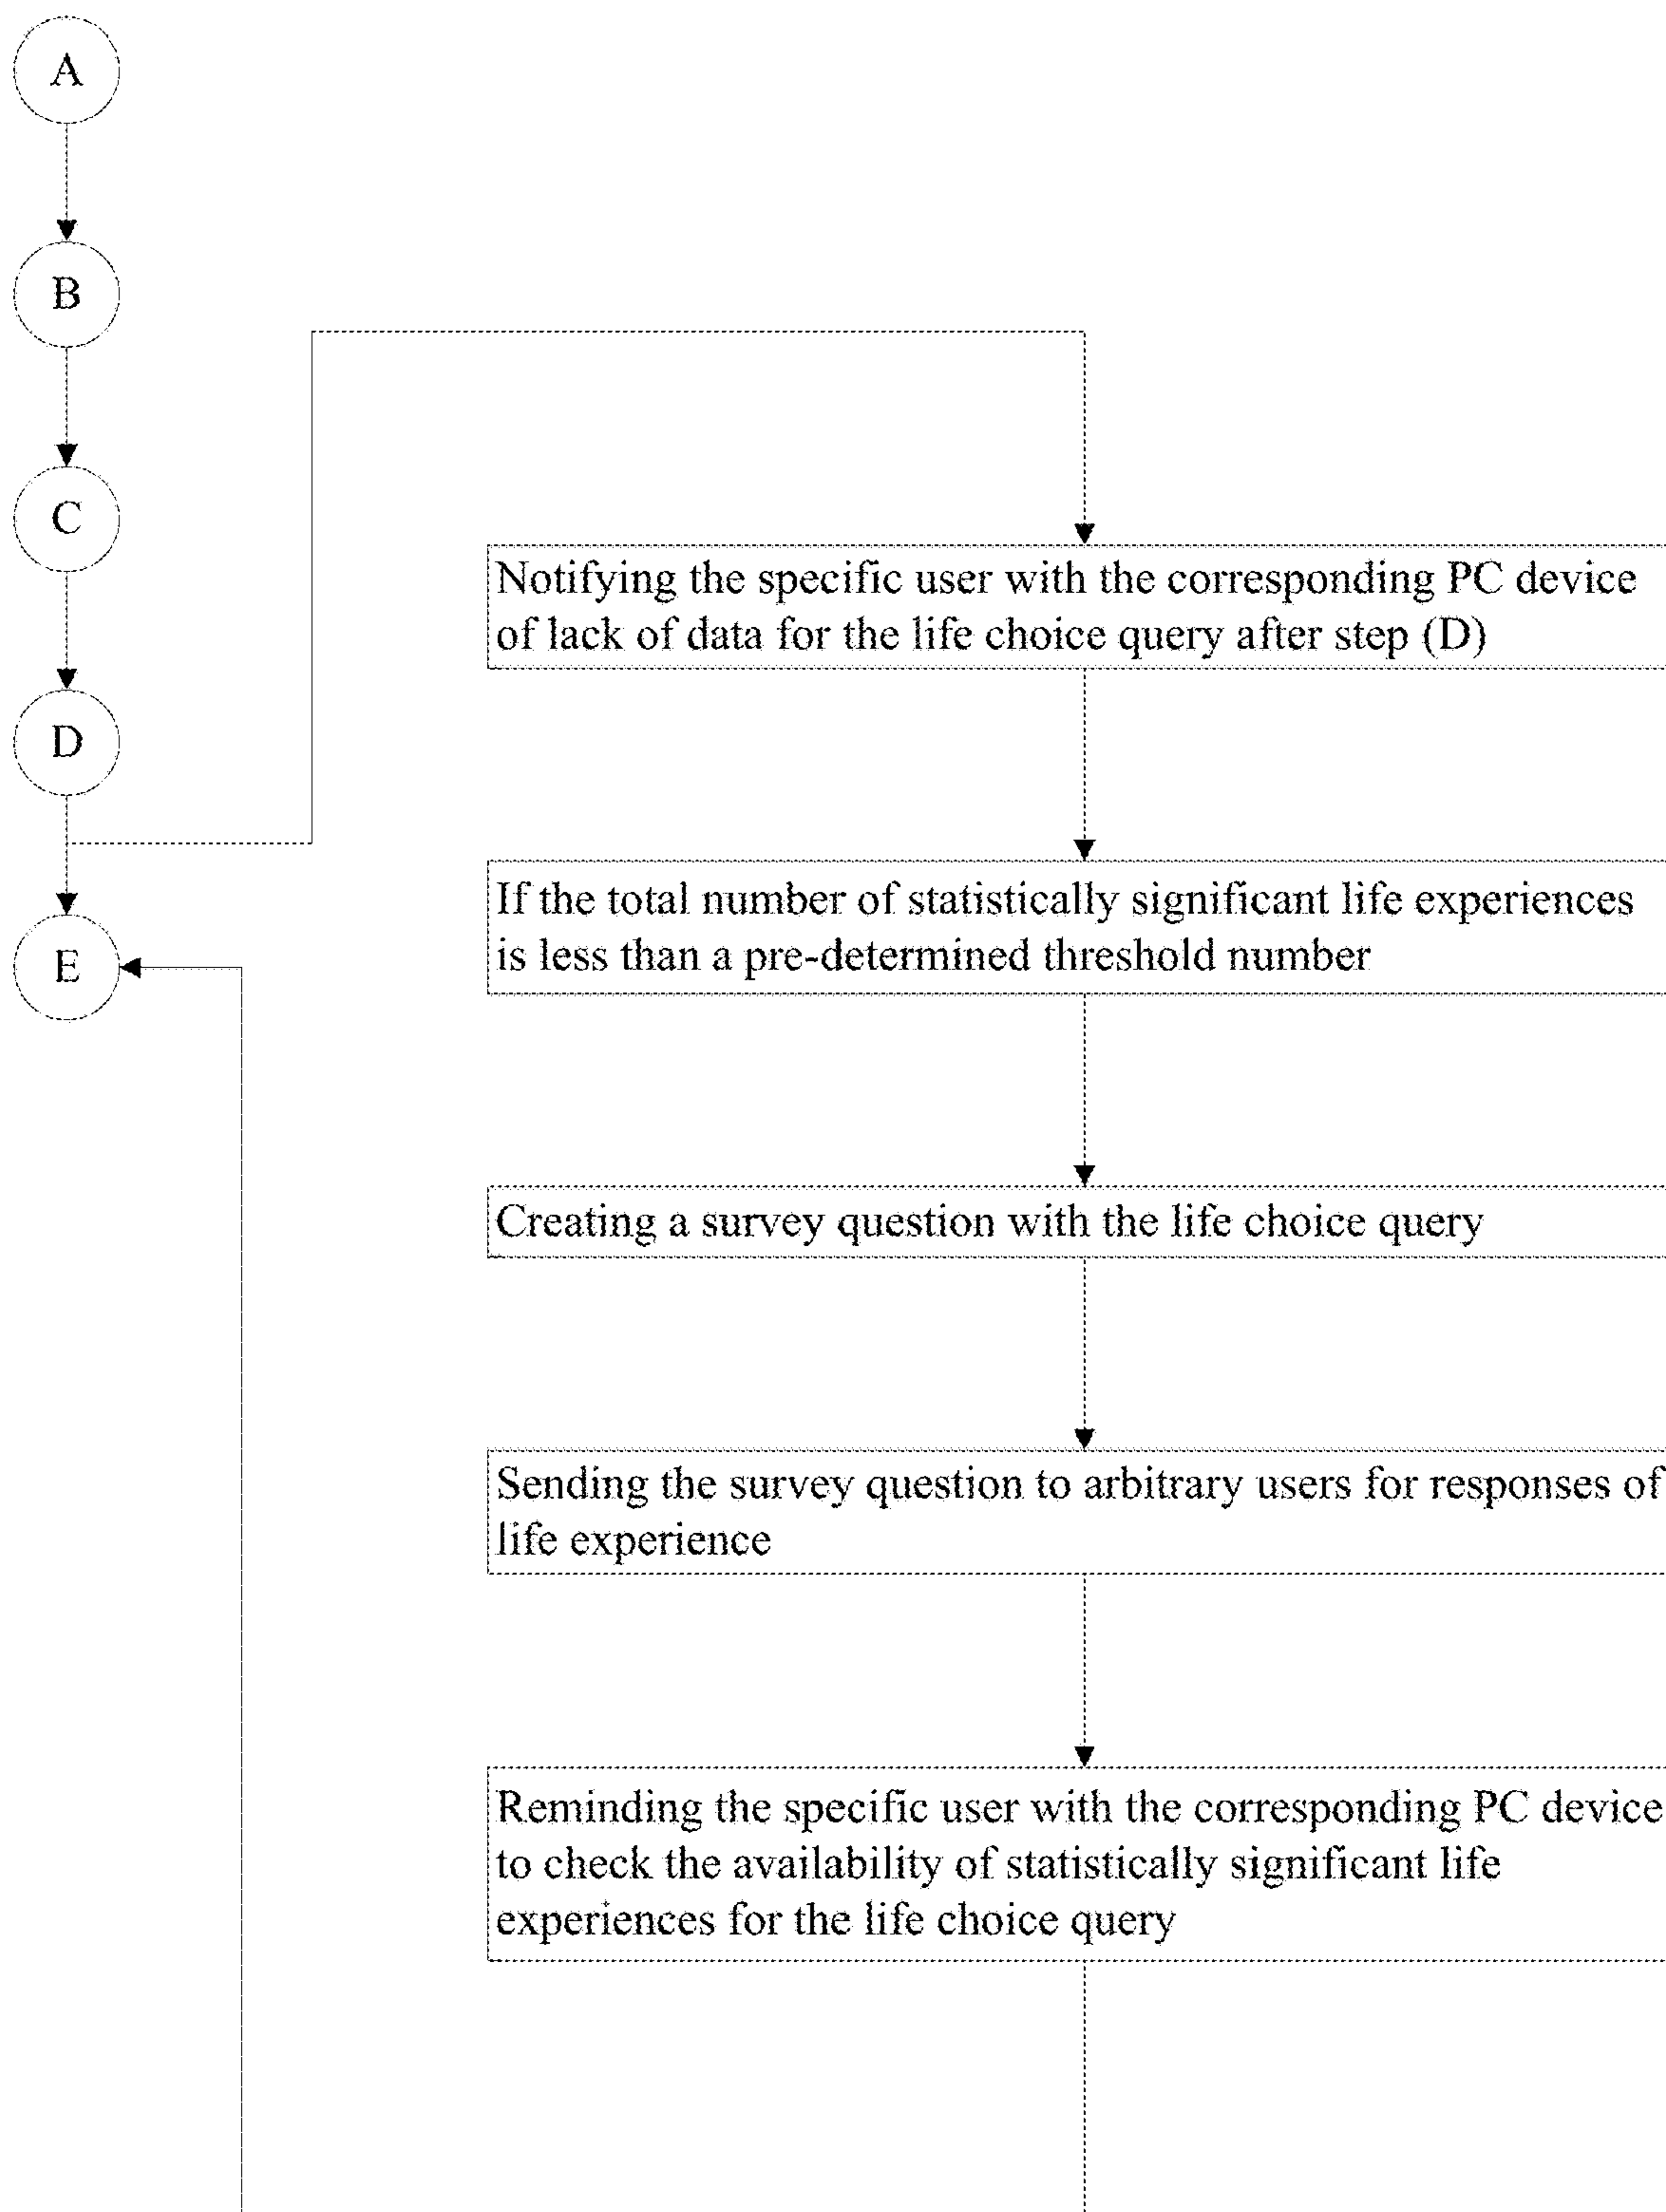 A
B
C
D
E
Notifying the specific user with the corresponding PC device
of lack of data for the life choice query after step (D)
If the total number of statistically significant life experiences
is less than a pre-determined threshold number
Creating a survey question with the life choice query
Sending the survey question to arbitrary users for responses of
life experience
Reminding the specific user with the corresponding PC device
to check the availability of statistically significant life
experiences for the life choice query